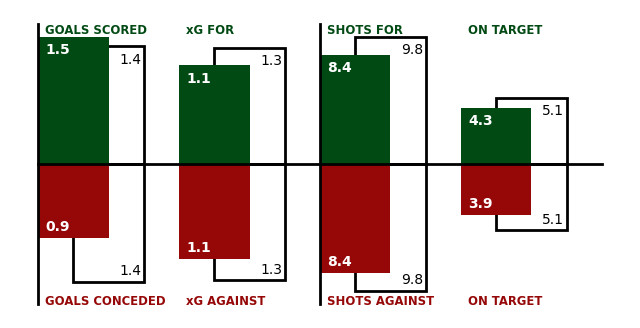 GOALS SCORED xG FOR SHOTS FOR ON TARGET
1.5 1.4 1.1 1.3 8.4 9.8 4.3 5.1
0.9 1.4 1.1 1.3 8.4 9.8 3.9 5.1
GOALS CONCEDED xG AGAINST SHOTS AGAINST ON TARGET